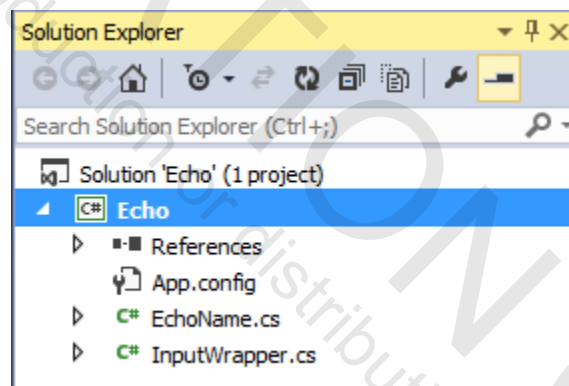 Solution Explorer
Search Solution Explorer (Ctrl+;)
Solution 'Echo' (1 project)
C# Echo
References
App.config
C# EchoName.cs
C# InputWrapper.cs